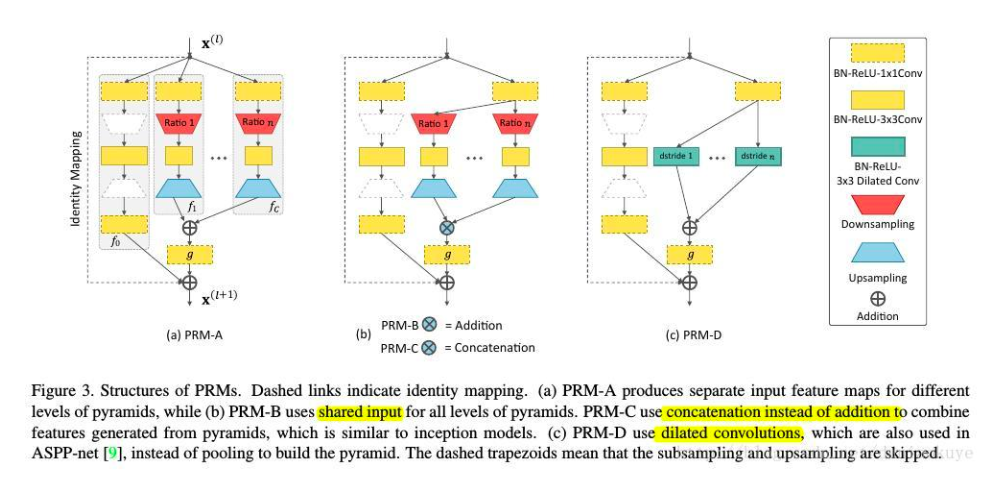 x^(l)
Identity Mapping
Ratio 1
Ratio n
...
f_1
f_C
f_0
g
x^(l+1)
(a) PRM-A
Ratio 1
Ratio n
...
g
(b)
PRM-B ⊗ = Addition
PRM-C ⊗ = Concatenation
dstride 1
...
dstride n
g
(c) PRM-D
BN-ReLU-1x1Conv
BN-ReLU-3x3Conv
BN-ReLU-
3x3 Dilated Conv
Downsampling
Upsampling
Addition
Figure 3. Structures of PRMs. Dashed links indicate identity mapping. (a) PRM-A produces separate input feature maps for different
levels of pyramids, while (b) PRM-B uses shared input for all levels of pyramids. PRM-C use concatenation instead of addition to combine
features generated from pyramids, which is similar to inception models. (c) PRM-D use dilated convolutions, which are also used in
ASPP-net [9], instead of pooling to build the pyramid. The dashed trapezoids mean that the subsampling and upsampling are skipped.